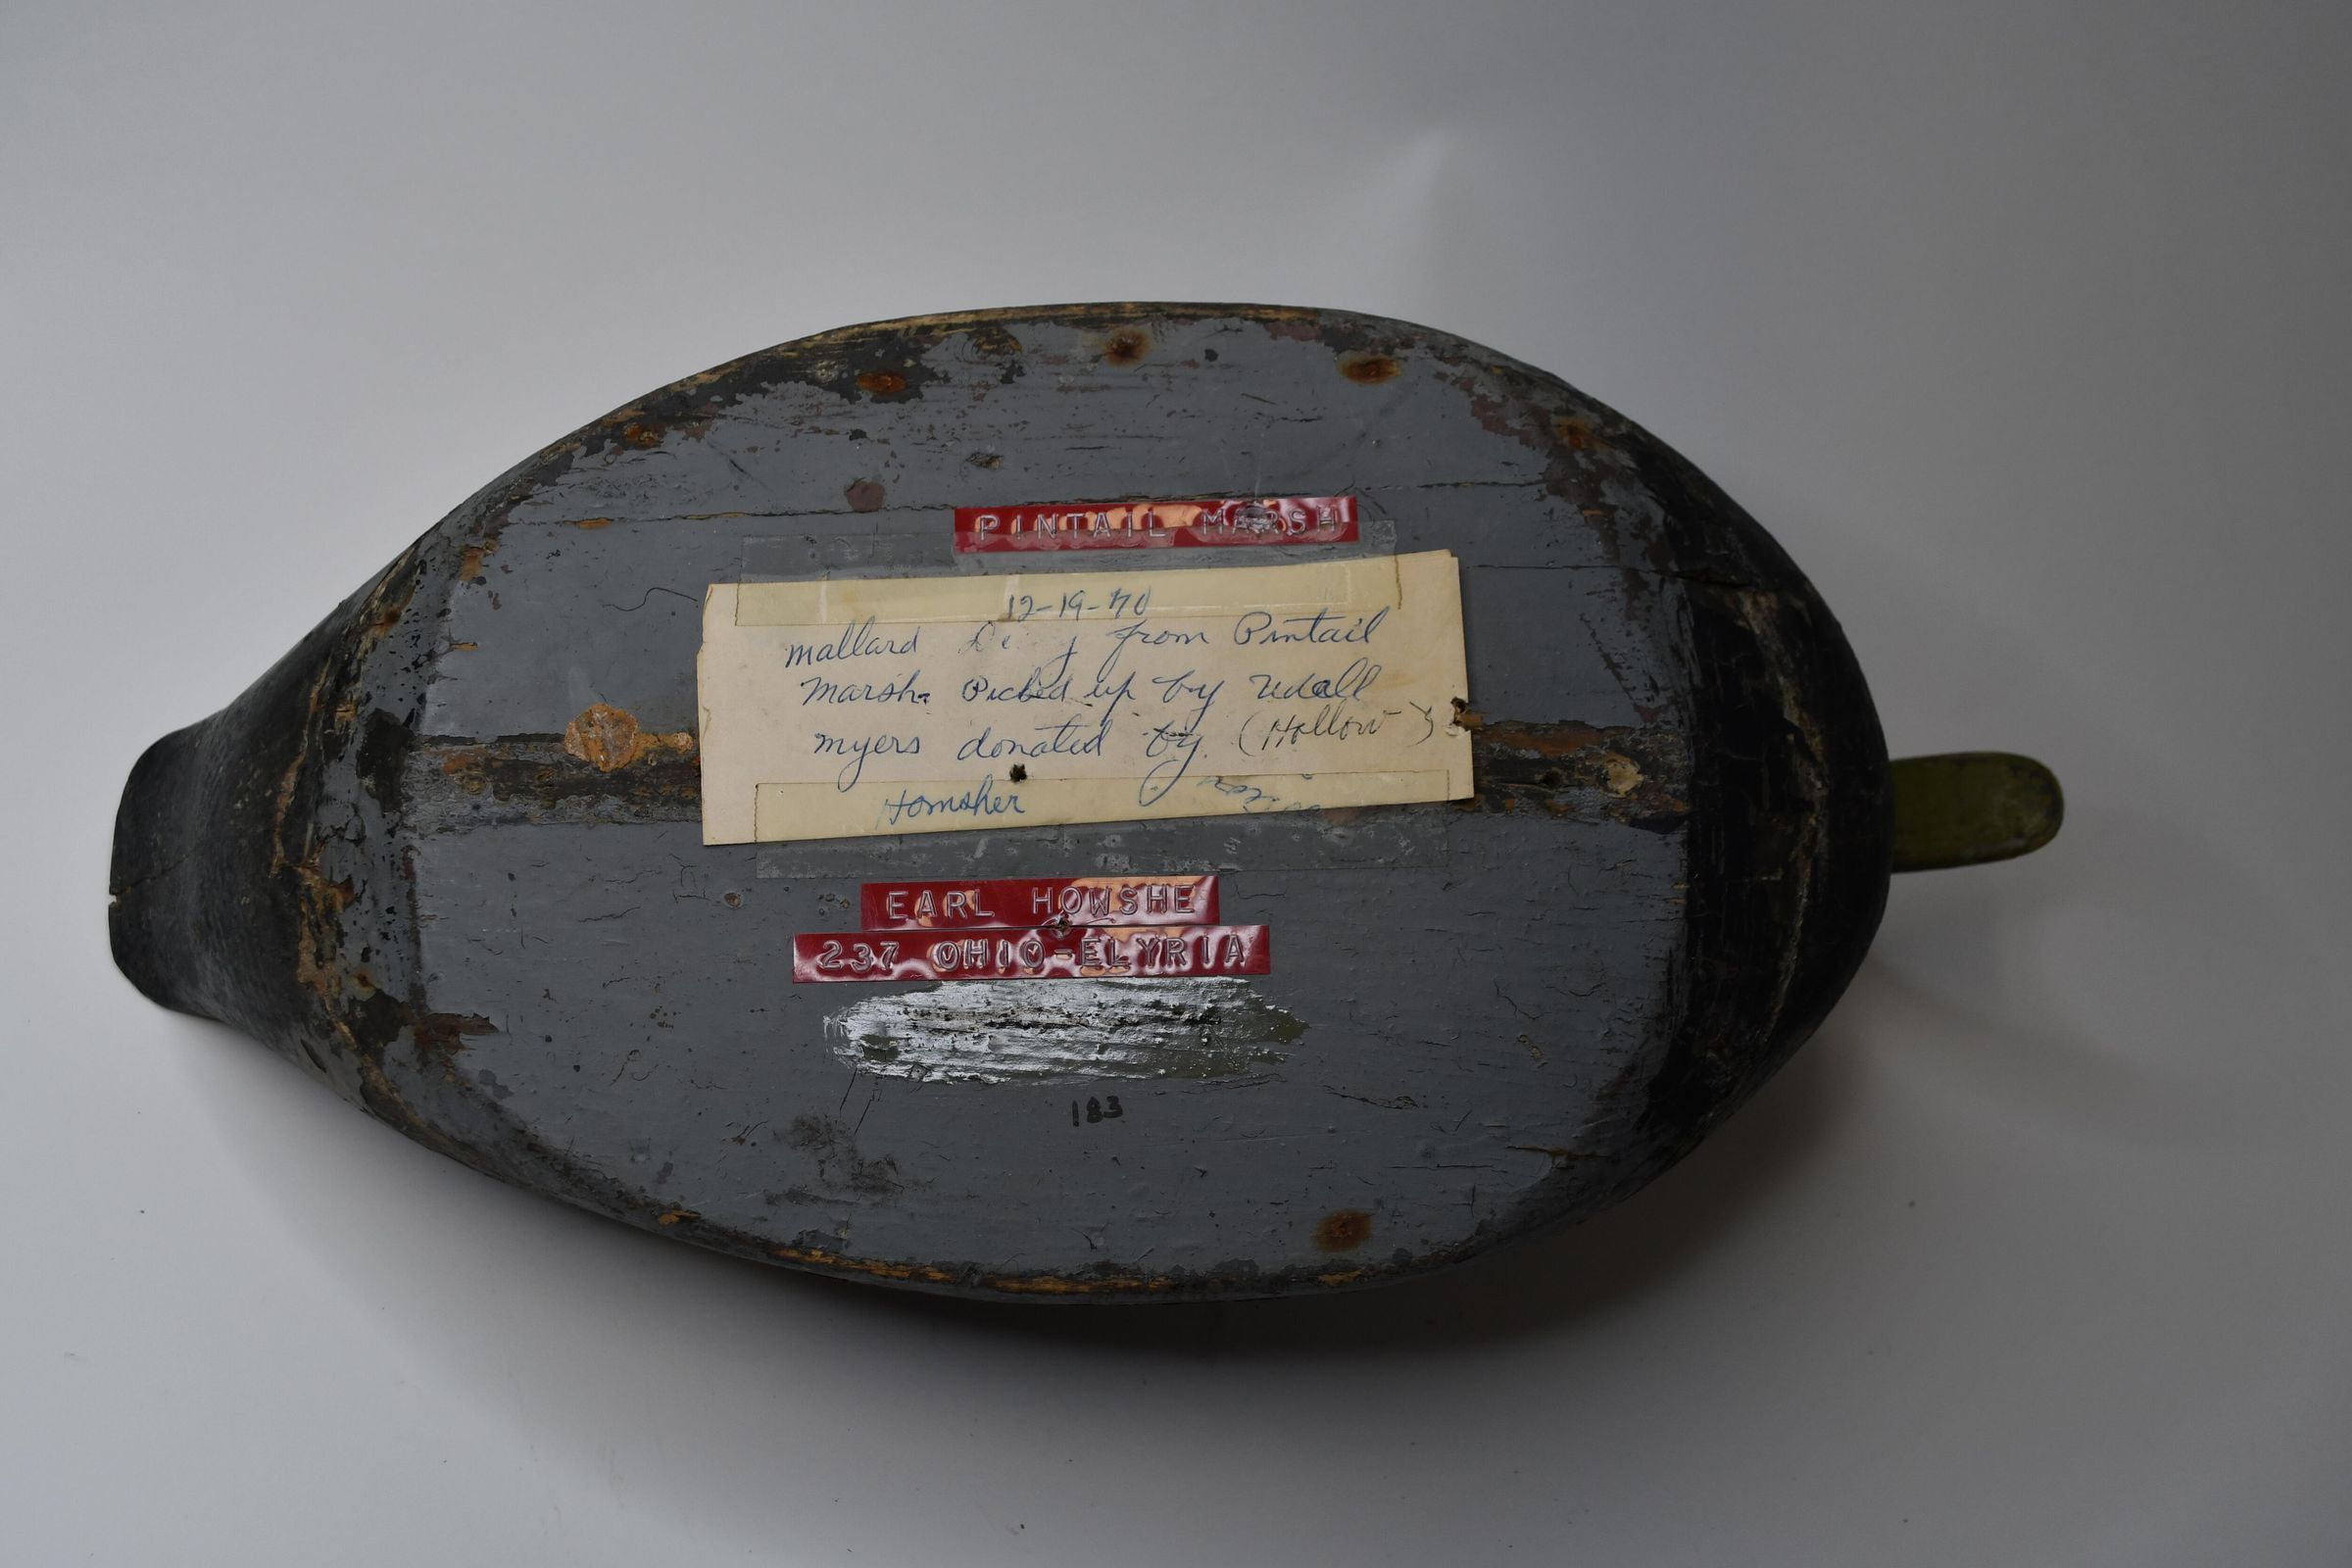 PINTAIL MARSH
12-19-70
Mallard from Pintail
Marsh. Picked up by Udall
Myers donated by (Hollow)
Homsher
EARL HOWSHE
237 OHIO-ELYRIA
183